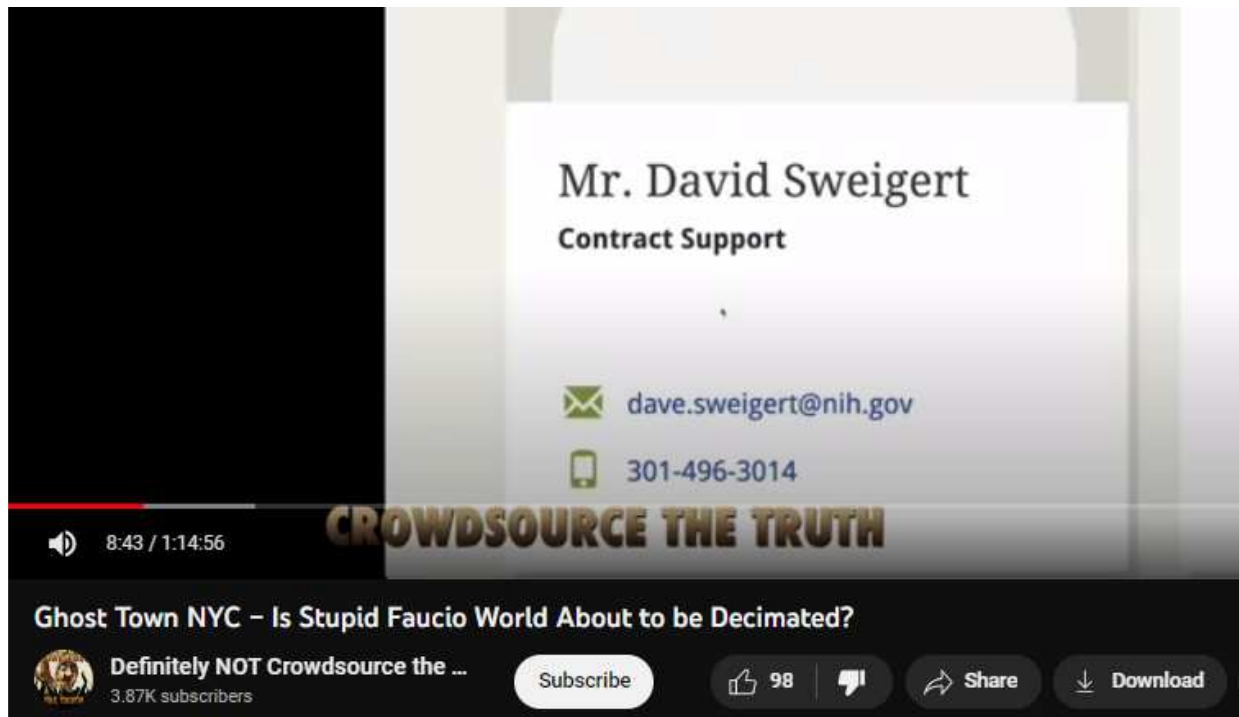 Mr. David Sweigert
Contract Support
dave.sweigert@nih.gov
301-496-3014
CROWDSOURCE THE TRUTH
8:43 / 1:14:56
Ghost Town NYC – Is Stupid Faucio World About to be Decimated?
Definitely NOT Crowdsource the ...
3.87K subscribers
Subscribe
98
Share
Download